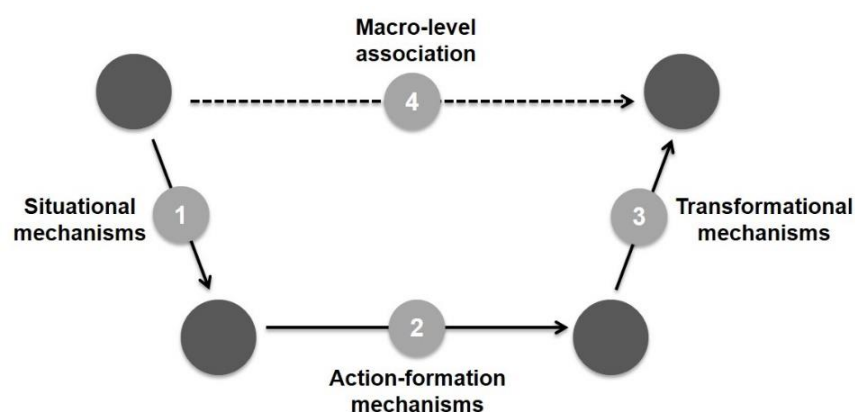 Macro-level
association
4
Situational
mechanisms
1
3
Transformational
mechanisms
2
Action-formation
mechanisms